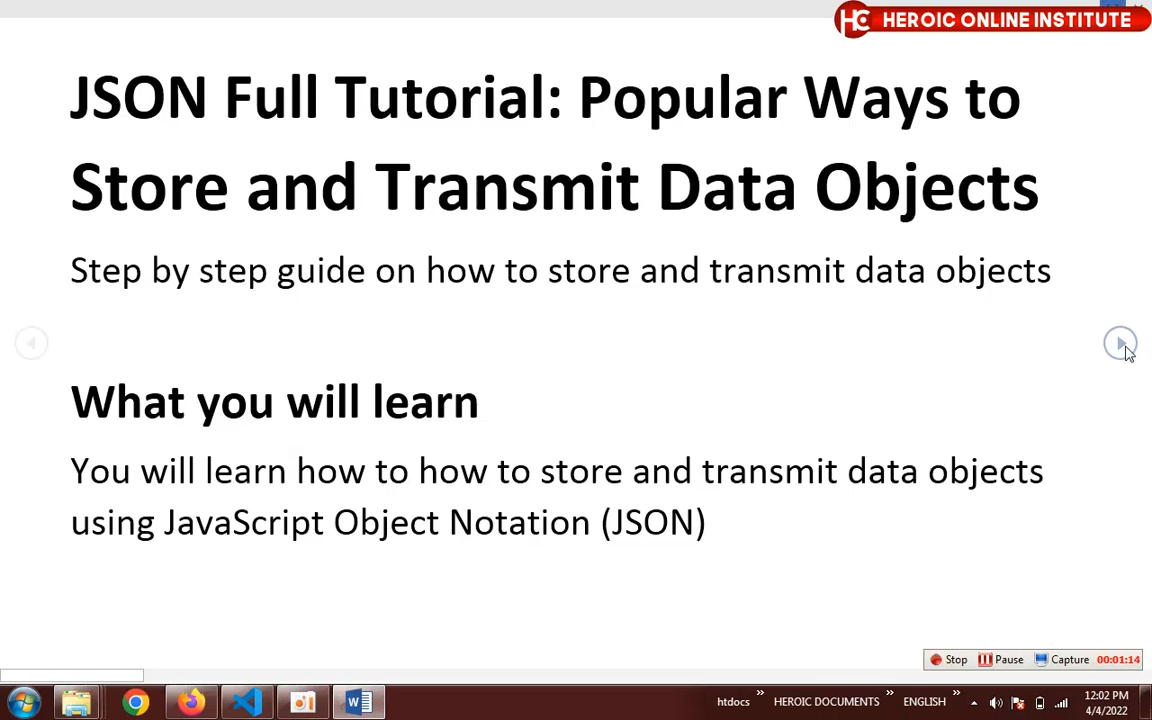 HC HEROIC ONLINE INSTITUTE
JSON Full Tutorial: Popular Ways to
Store and Transmit Data Objects
Step by step guide on how to store and transmit data objects
What you will learn
You will learn how to how to store and transmit data objects
using JavaScript Object Notation (JSON)
Stop Pause Capture 00:01:14
htdocs » HEROIC DOCUMENTS » ENGLISH » 12:02 PM
4/4/2022